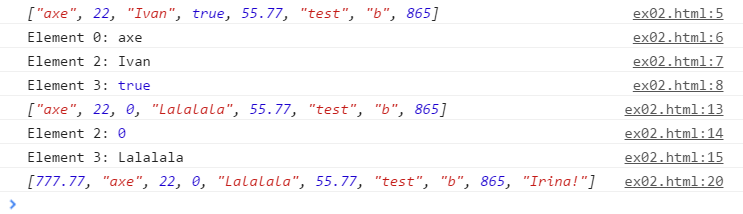 ["axe", 22, "Ivan", true, 55.77, "test", "b", 865] ex02.html:5
Element 0: axe ex02.html:6
Element 2: Ivan ex02.html:7
Element 3: true ex02.html:8
["axe", 22, 0, "Lalalala", 55.77, "test", "b", 865] ex02.html:13
Element 2: 0 ex02.html:14
Element 3: Lalalala ex02.html:15
[777.77, "axe", 22, 0, "Lalalala", 55.77, "test", "b", 865, "Irina!"] ex02.html:20